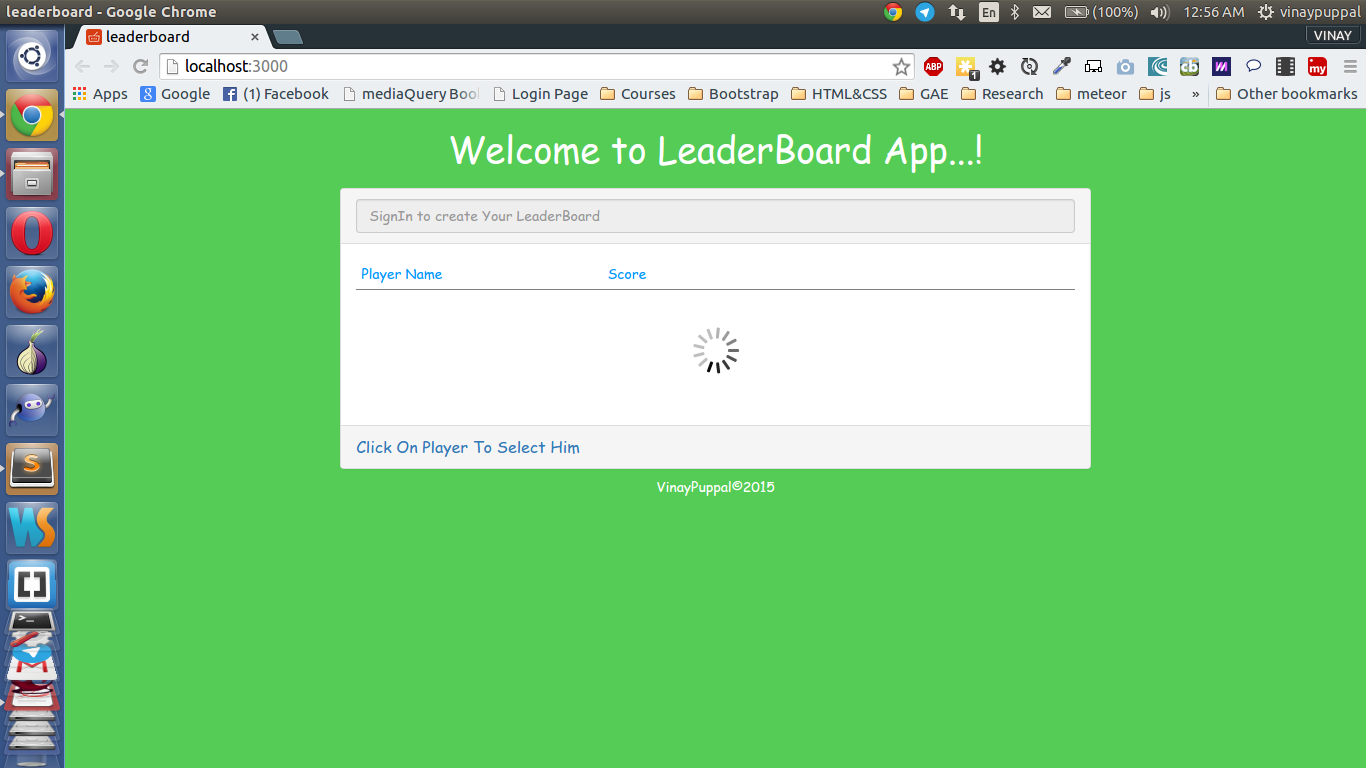 leaderboard - Google Chrome
En
(100%)
12:56 AM
vinaypuppal
leaderboard
VINAY
localhost:3000
ABP
1
cb
my
Apps
Google
(1) Facebook
mediaQuery Boo
Login Page
Courses
Bootstrap
HTML&CSS
GAE
Research
meteor
js
»
Other bookmarks
Welcome to LeaderBoard App...!
SignIn to create Your LeaderBoard
Player Name
Score
Click On Player To Select Him
VinayPuppal©2015
S
WS
>_